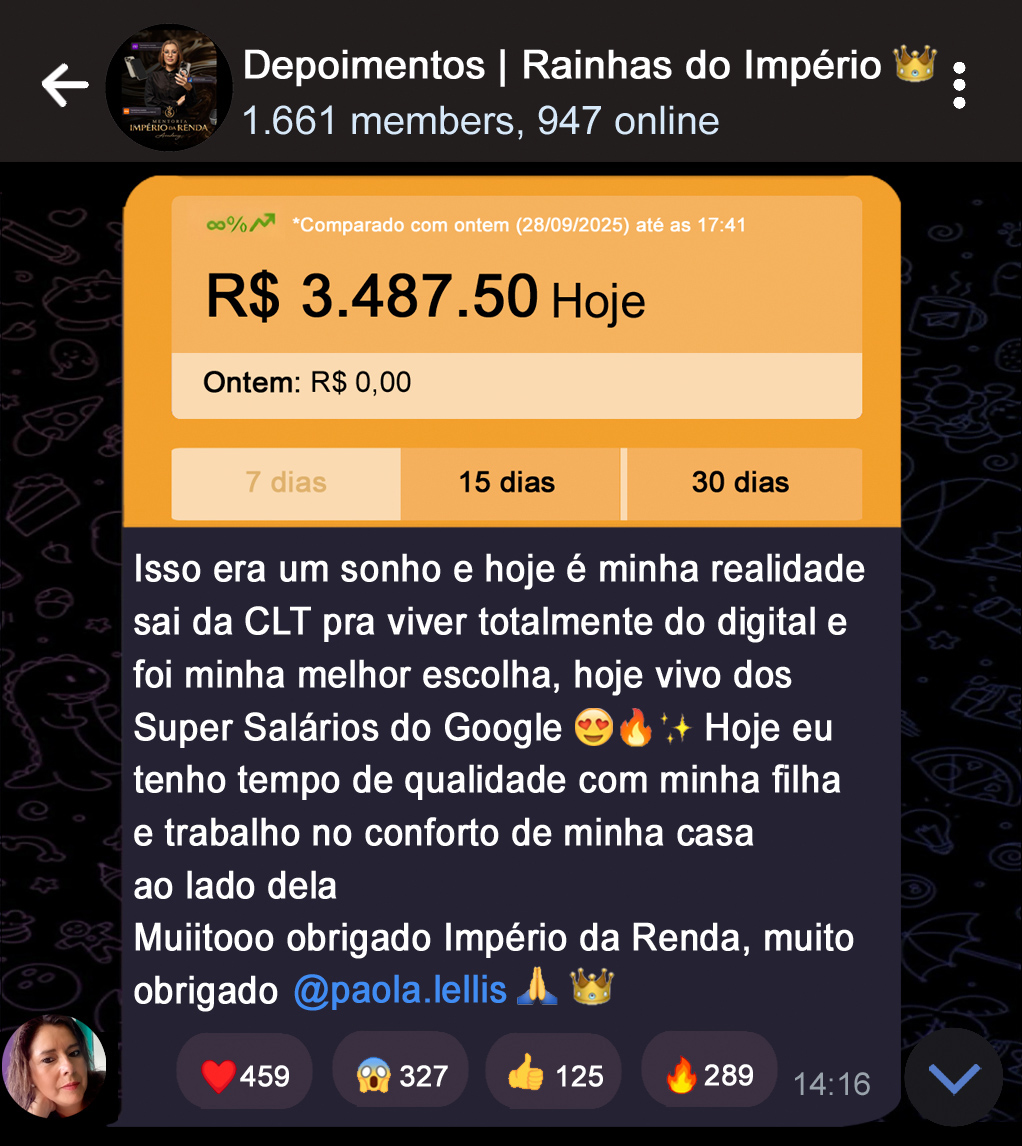 Depoimentos | Rainhas do Império 👑
1.661 members, 947 online
MENTORIA
IMPÉRIO DA RENDA
∞% *Comparado com ontem (28/09/2025) até as 17:41
R$ 3.487.50 Hoje
Ontem: R$ 0,00
7 dias 15 dias 30 dias
Isso era um sonho e hoje é minha realidade
sai da CLT pra viver totalmente do digital e
foi minha melhor escolha, hoje vivo dos
Super Salários do Google 😍🔥✨ Hoje eu
tenho tempo de qualidade com minha filha
e trabalho no conforto de minha casa
ao lado dela
Muiitooo obrigado Império da Renda, muito
obrigado @paola.lellis 🙏 👑
❤️459 😱327 👍125 🔥289 14:16